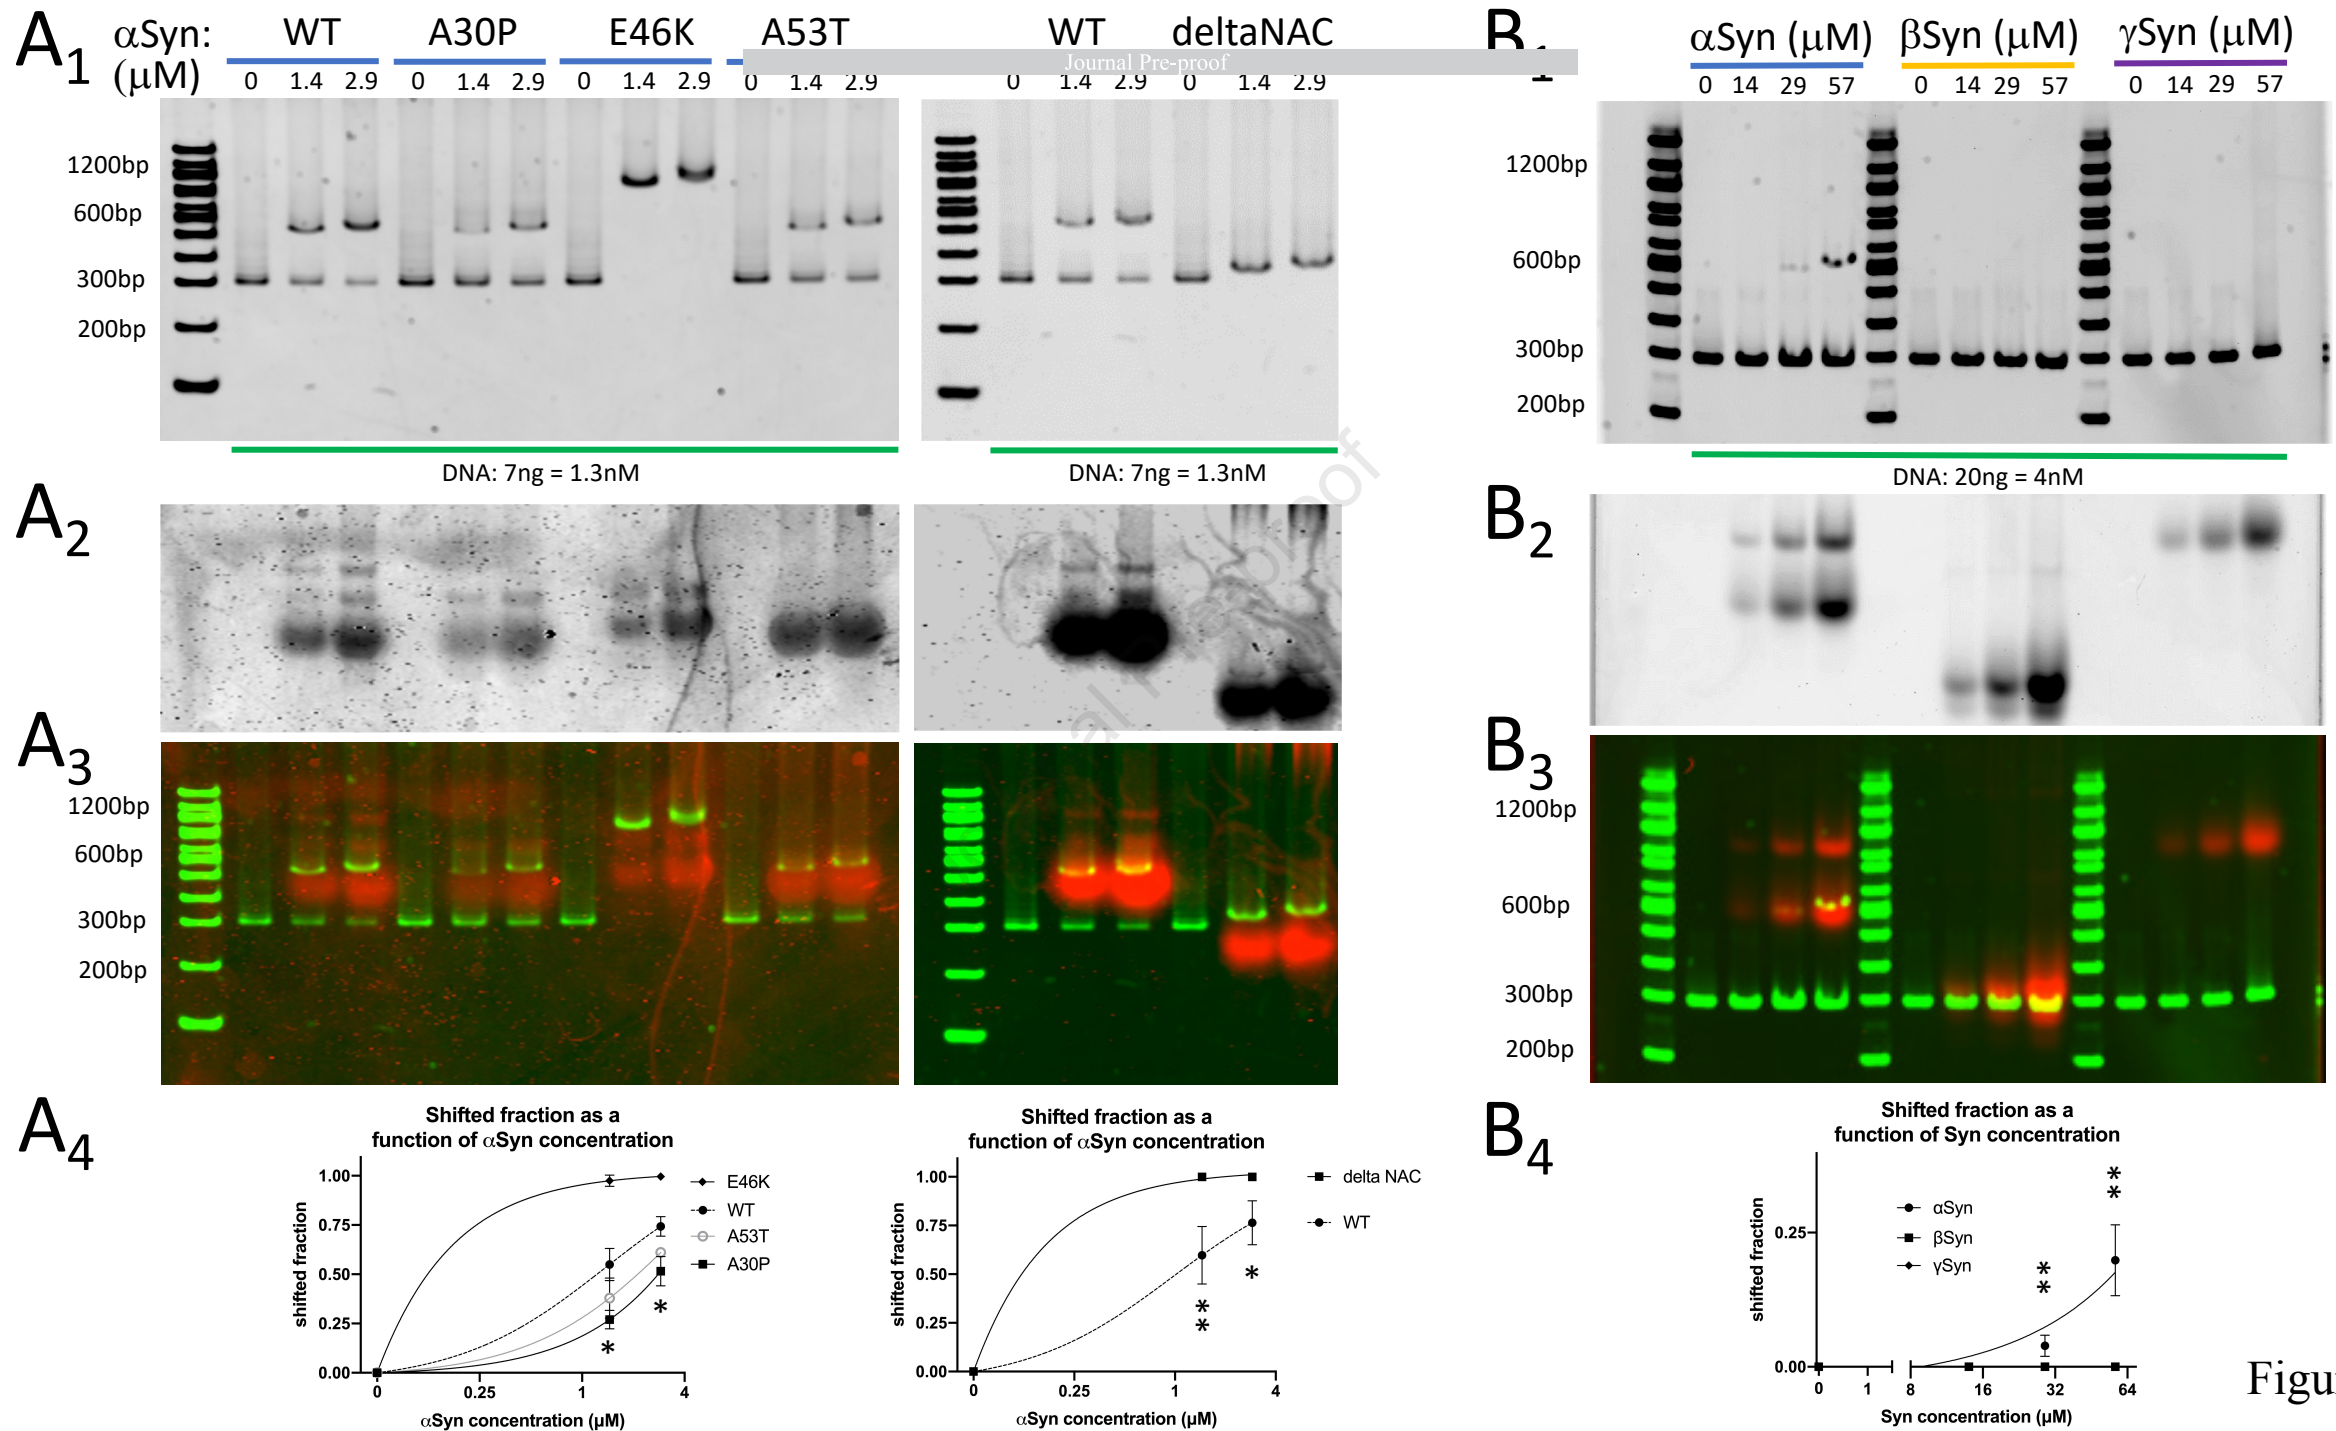 A1
αSyn: WT A30P E46K A53T WT deltaNAC
(μM) 0 1.4 2.9 0 1.4 2.9 0 1.4 2.9 0 1.4 2.9 0 1.4 2.9 0 1.4 2.9
Journal Pre-proof
1200bp
600bp
300bp
200bp
DNA: 7ng = 1.3nM
DNA: 7ng = 1.3nM
A2
A3
1200bp
600bp
300bp
200bp
A4
Shifted fraction as a
function of αSyn concentration
shifted fraction
1.00
0.75
0.50
0.25
0.00
0 0.25 1 4
αSyn concentration (μM)
E46K
WT
A53T
A30P
*
*
Shifted fraction as a
function of αSyn concentration
shifted fraction
1.00
0.75
0.50
0.25
0.00
0 0.25 1 4
αSyn concentration (μM)
delta NAC
WT
**
*
B1
αSyn (μM) βSyn (μM) γSyn (μM)
0 14 29 57 0 14 29 57 0 14 29 57
1200bp
600bp
300bp
200bp
DNA: 20ng = 4nM
B2
B3
1200bp
600bp
300bp
200bp
B4
Shifted fraction as a
function of Syn concentration
shifted fraction
0.25
0.00
0 1 8 16 32 64
Syn concentration (μM)
αSyn
βSyn
γSyn
**
**
Figu